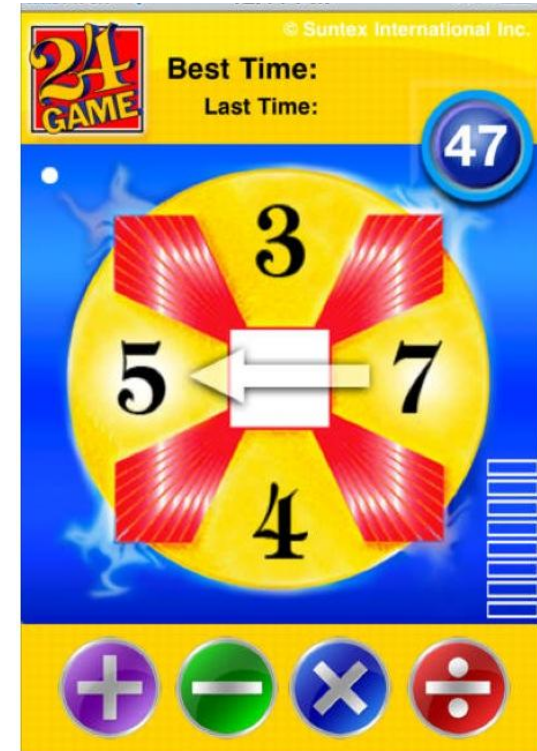 © Suntex International Inc.
24
GAME
Best Time:
Last Time:
47
3
5
7
4
+
−
×
÷